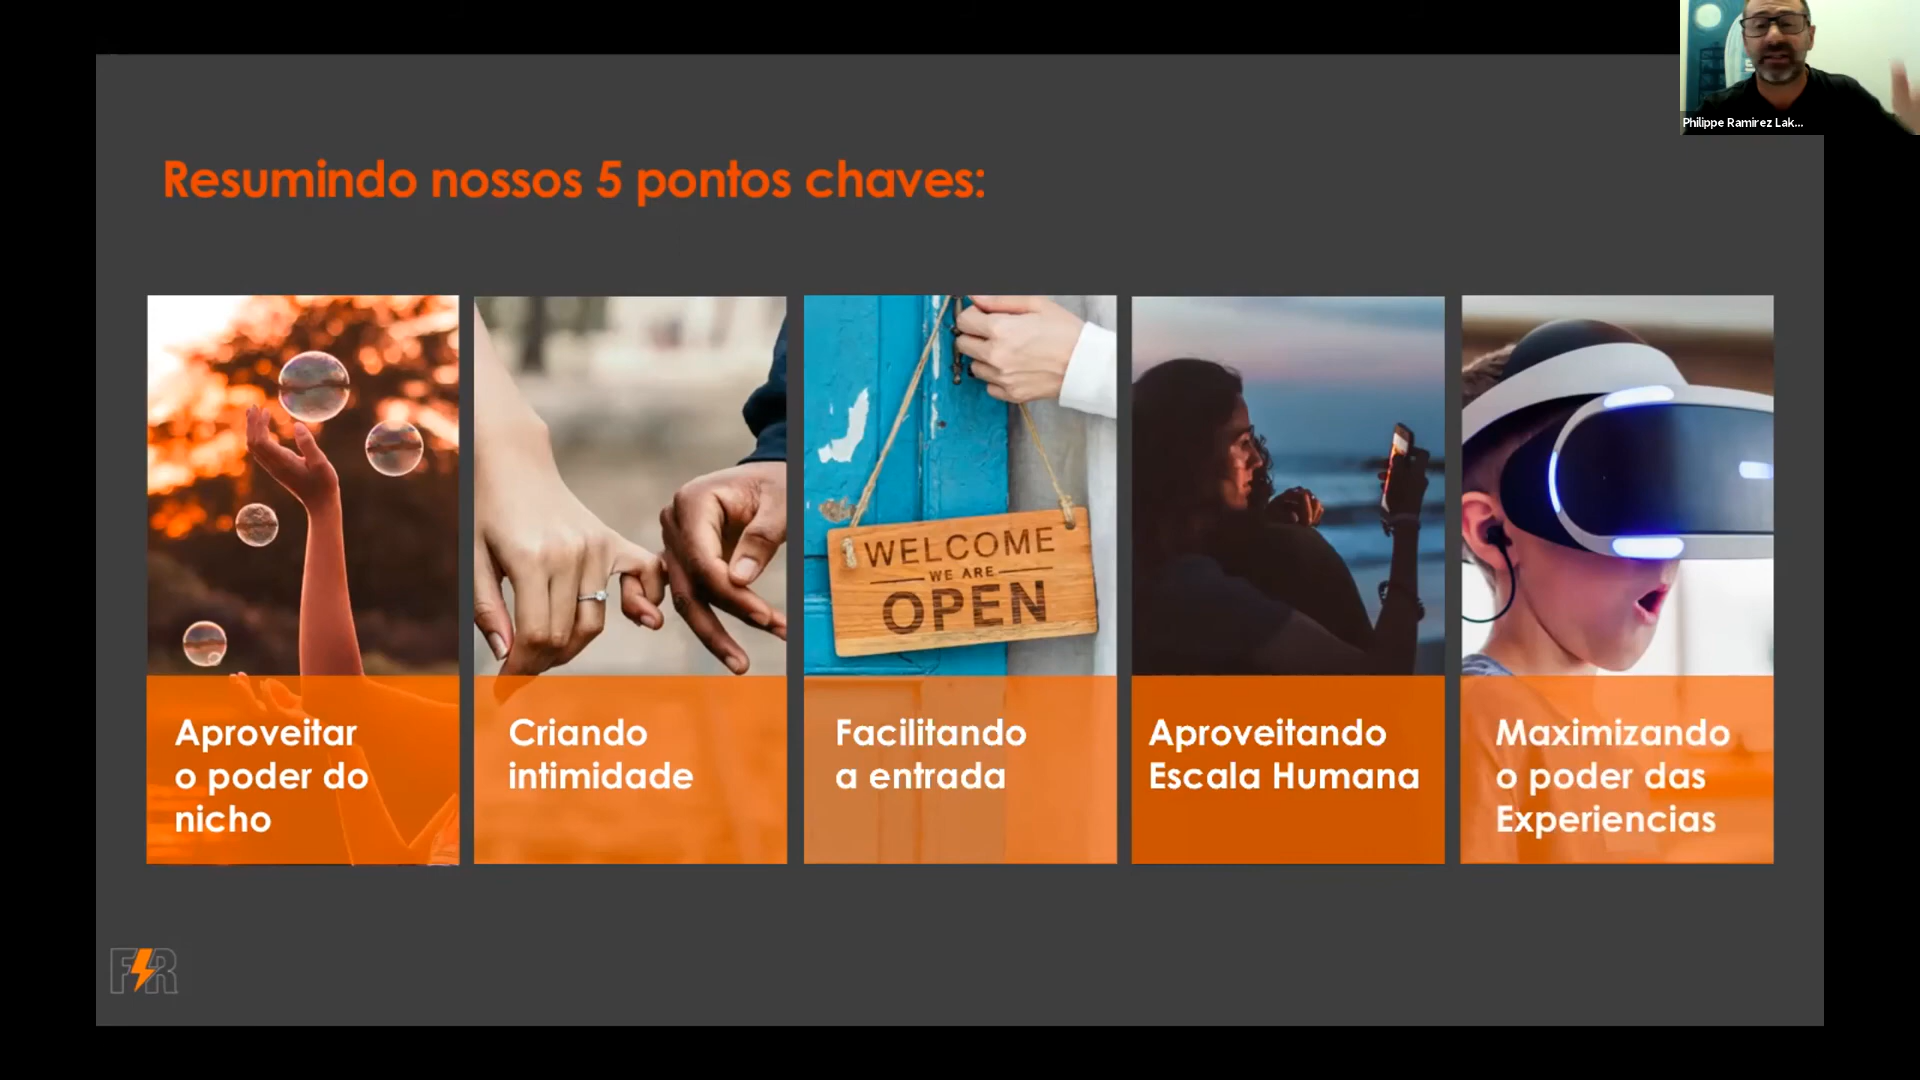 Philippe Ramirez Lak...
Resumindo nossos 5 pontos chaves:
WELCOME
WE ARE
OPEN
Aproveitar
o poder do
nicho
Criando
intimidade
Facilitando
a entrada
Aproveitando
Escala Humana
Maximizando
o poder das
Experiencias
FR